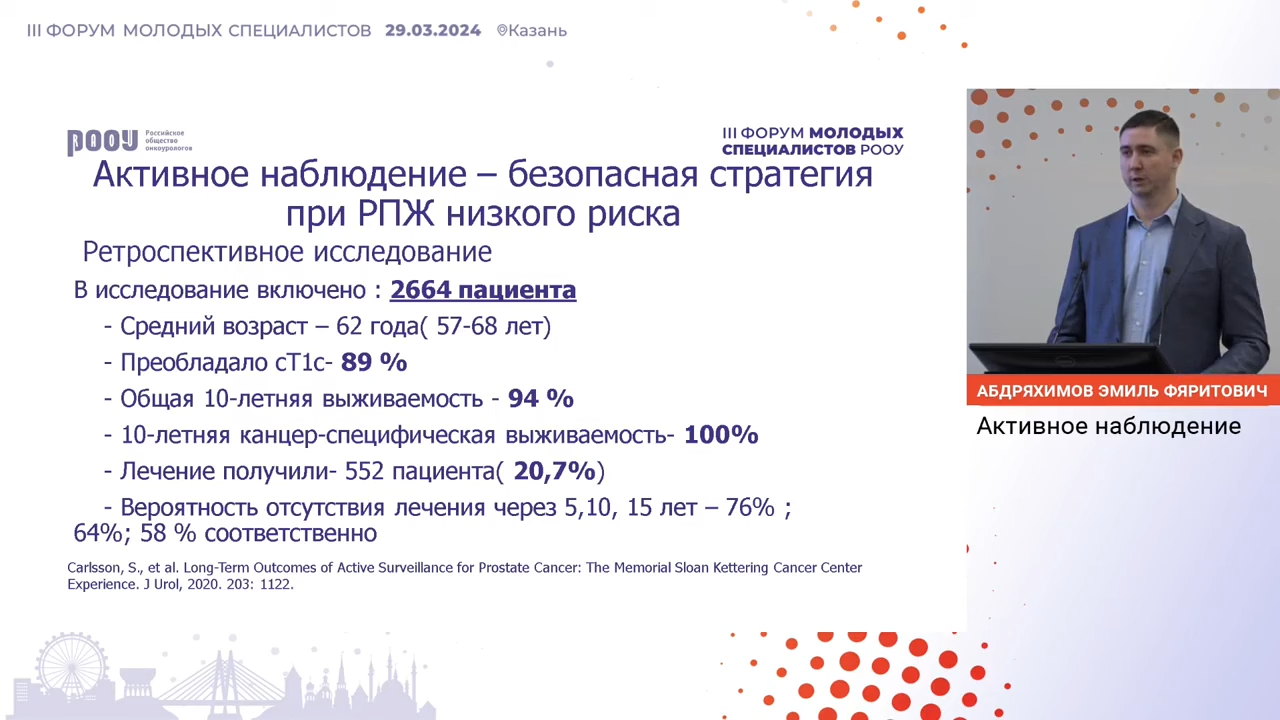 III ФОРУМ МОЛОДЫХ СПЕЦИАЛИСТОВ 29.03.2024 Казань
РООУ Российское
общество
онкоурологов
III ФОРУМ МОЛОДЫХ
СПЕЦИАЛИСТОВ РООУ
Активное наблюдение – безопасная стратегия
при РПЖ низкого риска
Ретроспективное исследование
В исследование включено : 2664 пациента
- Средний возраст – 62 года( 57-68 лет)
- Преобладало сТ1с- 89 %
- Общая 10-летняя выживаемость - 94 %
- 10-летняя канцер-специфическая выживаемость- 100%
- Лечение получили- 552 пациента( 20,7%)
- Вероятность отсутствия лечения через 5,10, 15 лет – 76% ;
64%; 58 % соответственно
Carlsson, S., et al. Long-Term Outcomes of Active Surveillance for Prostate Cancer: The Memorial Sloan Kettering Cancer Center
Experience. J Urol, 2020. 203: 1122.
АБДРЯХИМОВ ЭМИЛЬ ФЯРИТОВИЧ
Активное наблюдение